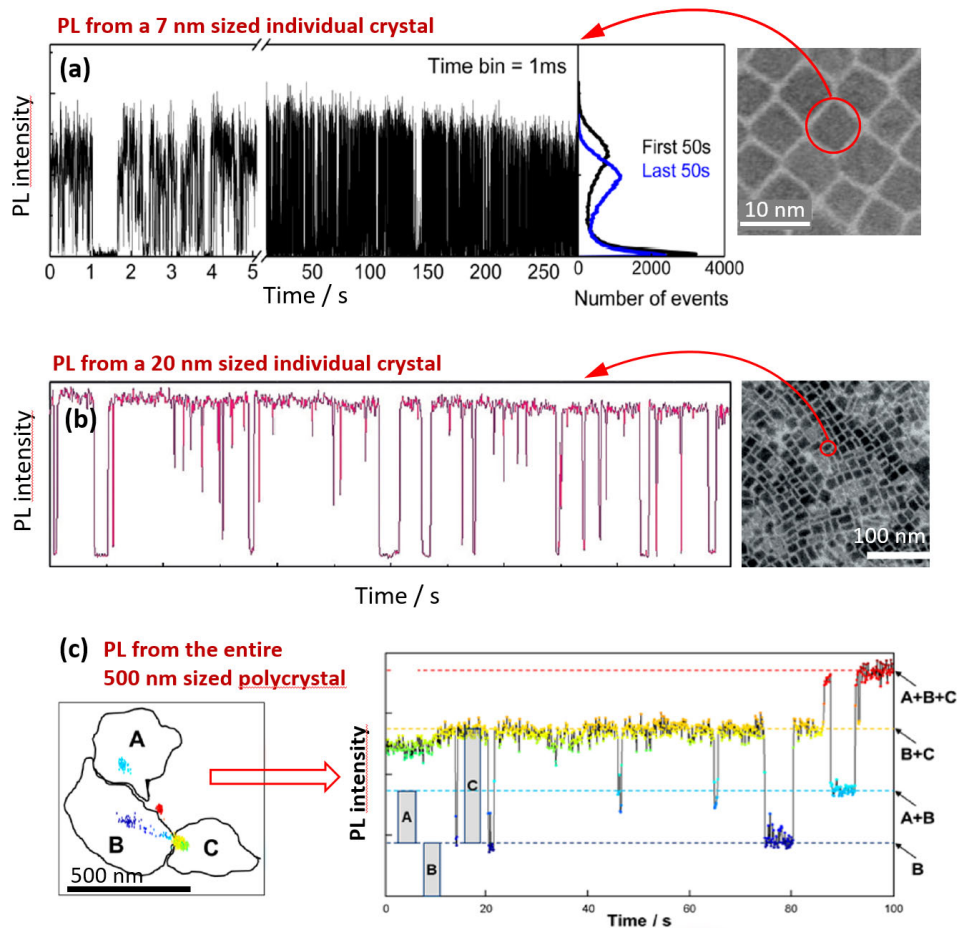 PL from a 7 nm sized individual crystal
(a)
Time bin = 1ms
PL intensity
First 50s
Last 50s
10 nm
0 1 2 3 4 5 50 100 150 200 250 0 2000 4000
Time / s
Number of events
PL from a 20 nm sized individual crystal
(b)
PL intensity
100 nm
Time / s
(c) PL from the entire
500 nm sized polycrystal
A
B
C
500 nm
PL intensity
A
B
C
A+B+C
B+C
A+B
B
0 20 40 60 80 100
Time / s